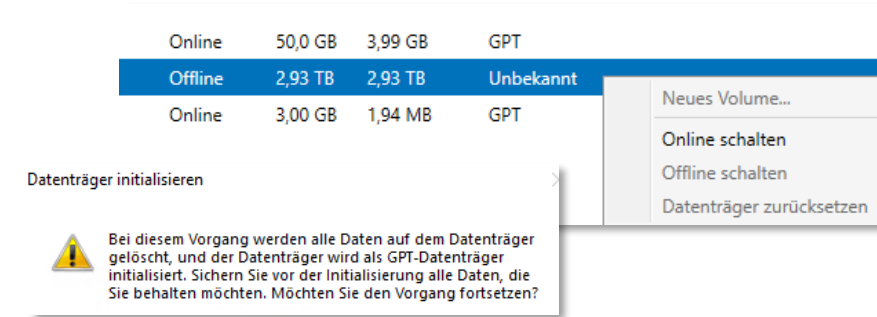 Online 50,0 GB 3,99 GB GPT
Offline 2,93 TB 2,93 TB Unbekannt
Online 3,00 GB 1,94 MB GPT
Neues Volume...
Online schalten
Offline schalten
Datenträger zurücksetzen
Datenträger initialisieren
Bei diesem Vorgang werden alle Daten auf dem Datenträger
gelöscht, und der Datenträger wird als GPT-Datenträger
initialisiert. Sichern Sie vor der Initialisierung alle Daten, die
Sie behalten möchten. Möchten Sie den Vorgang fortsetzen?